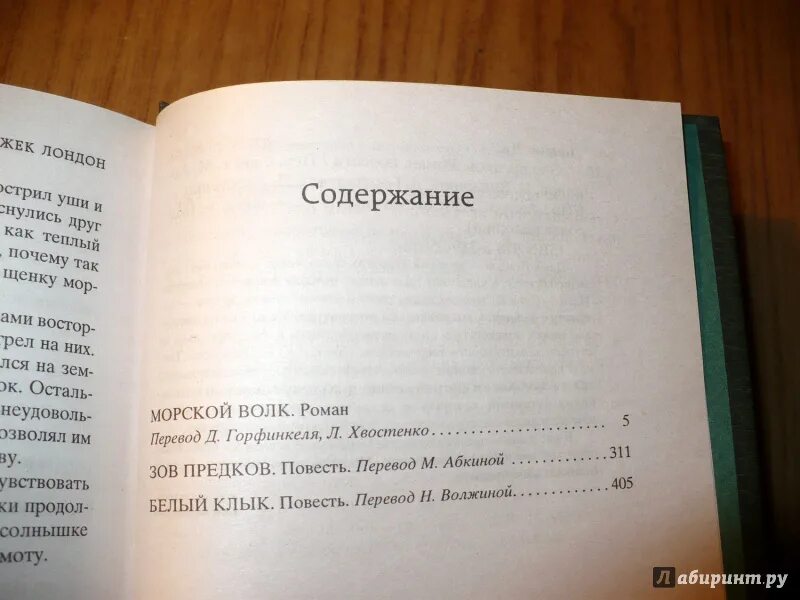 ЖЕК ЛОНДОН
острил уши и
снулись друг
как теплый
, почему так
щенку мор-
ами востор-
трел на них.
лся на зем-
ок. Осталь-
неудоволь-
озволял им
ву.
увствовать
ки продол-
солнышке
моту.
Содержание
МОРСКОЙ ВОЛК. Роман
Перевод Д. Горфинкеля, Л. Хвостенко 5
ЗОВ ПРЕДКОВ. Повесть. Перевод М. Абкиной 311
БЕЛЫЙ КЛЫК. Повесть. Перевод Н. Волжиной. 405
Лабиринт.ру